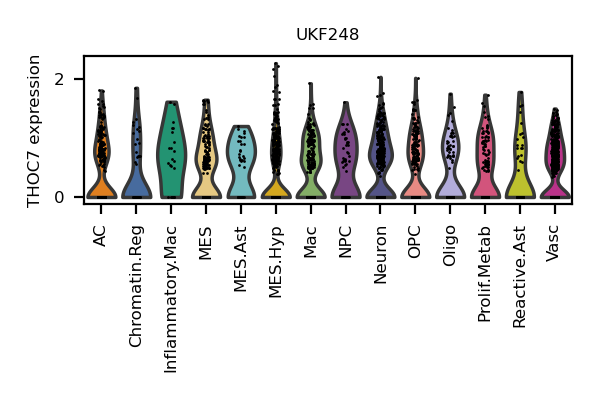 UKF248
THOC7 expression
2
0
AC
Chromatin.Reg
Inflammatory.Mac
MES
MES.Ast
MES.Hyp
Mac
NPC
Neuron
OPC
Oligo
Prolif.Metab
Reactive.Ast
Vasc